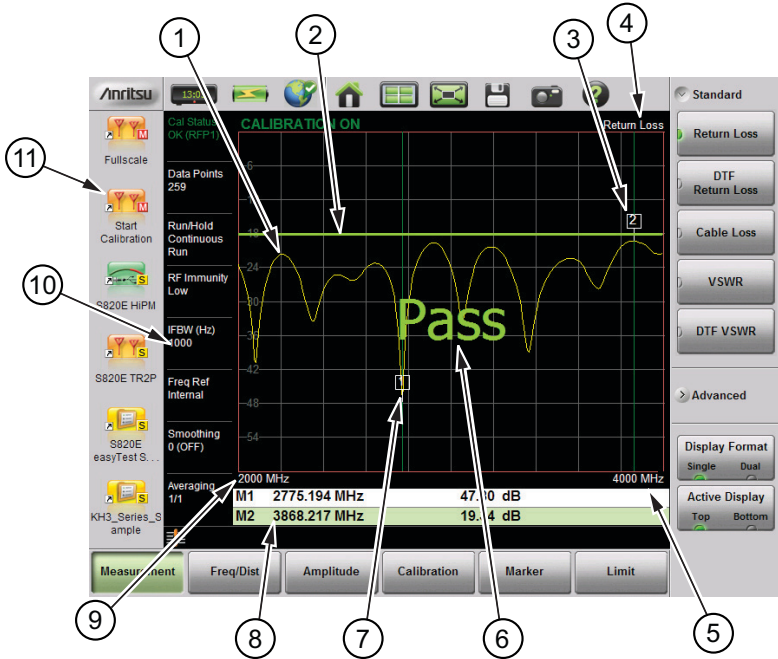 1
2
3
4
Anritsu
Standard
Cal Status
OK (RFP1)
CALIBRATION ON
Return Loss
Return Loss
Fullscale
Data Points
259
DTF
Return Loss
11
Start
Calibration
Run/Hold
Continuous
Run
2
Cable Loss
RF Immunity
Low
24
VSWR
10
S820E HiPM
IFBW (Hz)
1000
Pass
DTF VSWR
S820E TR2P
42
Freq Ref
Internal
1
Advanced
48
S820E
easyTest S. . .
Smoothing
0 (OFF)
54
Display Format
Single Dual
2000 MHz
4000 MHz
Averaging
1/1
M1 2775.194 MHz dB
Active Display
Top Bottom
KH3_Series_S
ample
M2 3868.217 MHz dB
Measurement
Freq/Dist
Amplitude
Calibration
Marker
Limit
9
8
7
6
5